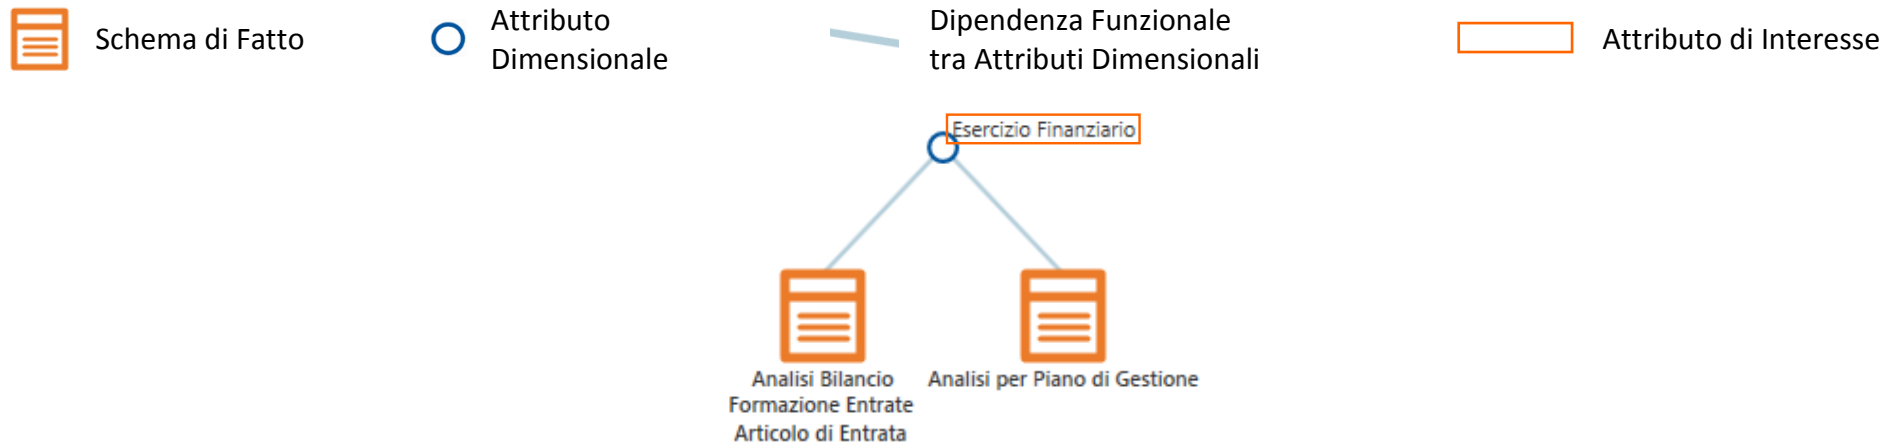 Schema di Fatto
Attributo
Dimensionale
Dipendenza Funzionale
tra Attributi Dimensionali
Attributo di Interesse
Esercizio Finanziario
Analisi Bilancio
Formazione Entrate
Articolo di Entrata
Analisi per Piano di Gestione